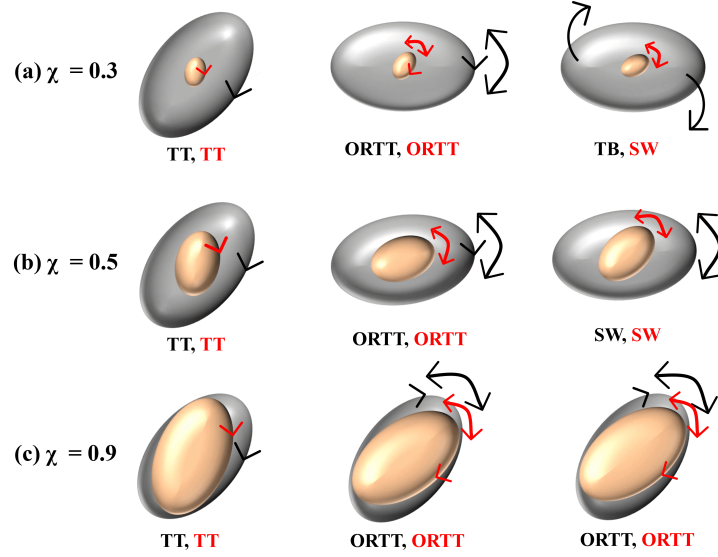 (a) χ = 0.3
TT, TT
ORTT, ORTT
TB, SW
(b) χ = 0.5
TT, TT
ORTT, ORTT
SW, SW
(c) χ = 0.9
TT, TT
ORTT, ORTT
ORTT, ORTT